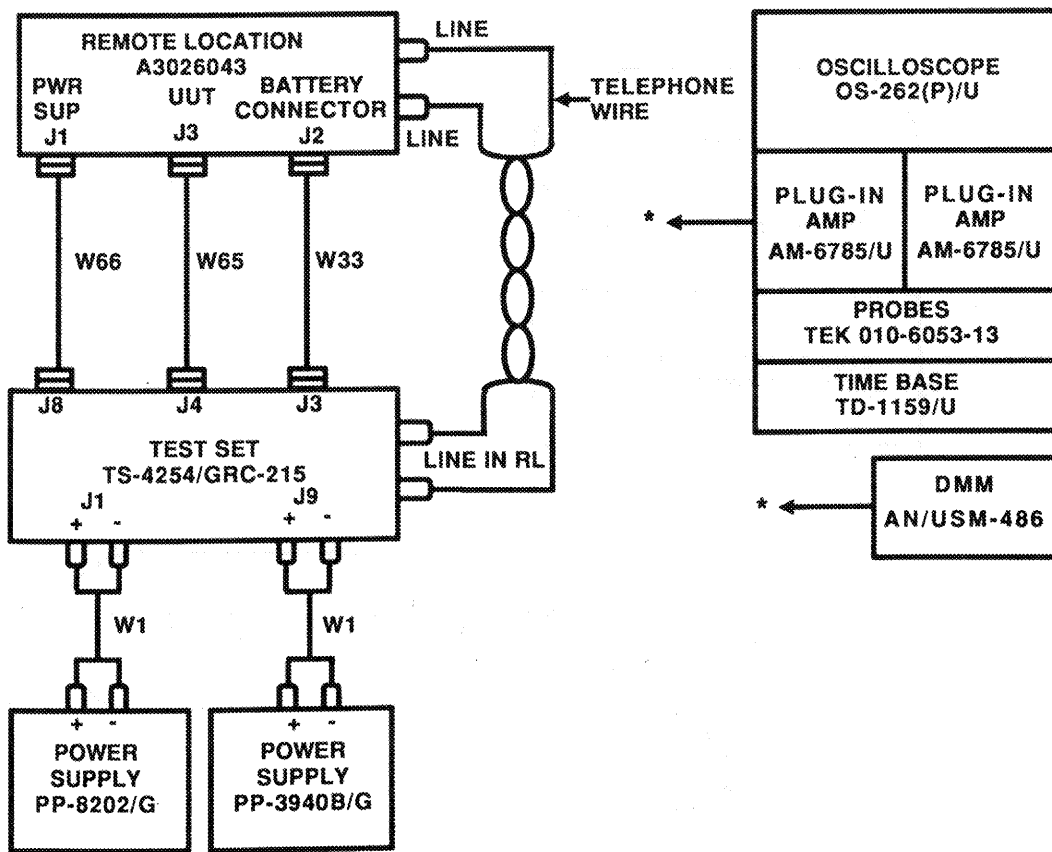 REMOTE LOCATION
A3026043
PWR
SUP
J1
UUT
J3
BATTERY
CONNECTOR
J2
LINE
LINE
TELEPHONE
WIRE
W66
W65
W33
J8
J4
J3
TEST SET
TS-4254/GRC-215
LINE IN RL
J1
+ -
J9
+ -
W1
W1
+ -
POWER
SUPPLY
PP-8202/G
+ -
POWER
SUPPLY
PP-3940B/G
OSCILLOSCOPE
OS-262(P)/U
*
PLUG-IN
AMP
AM-6785/U
PLUG-IN
AMP
AM-6785/U
PROBES
TEK 010-6053-13
TIME BASE
TD-1159/U
*
DMM
AN/USM-486